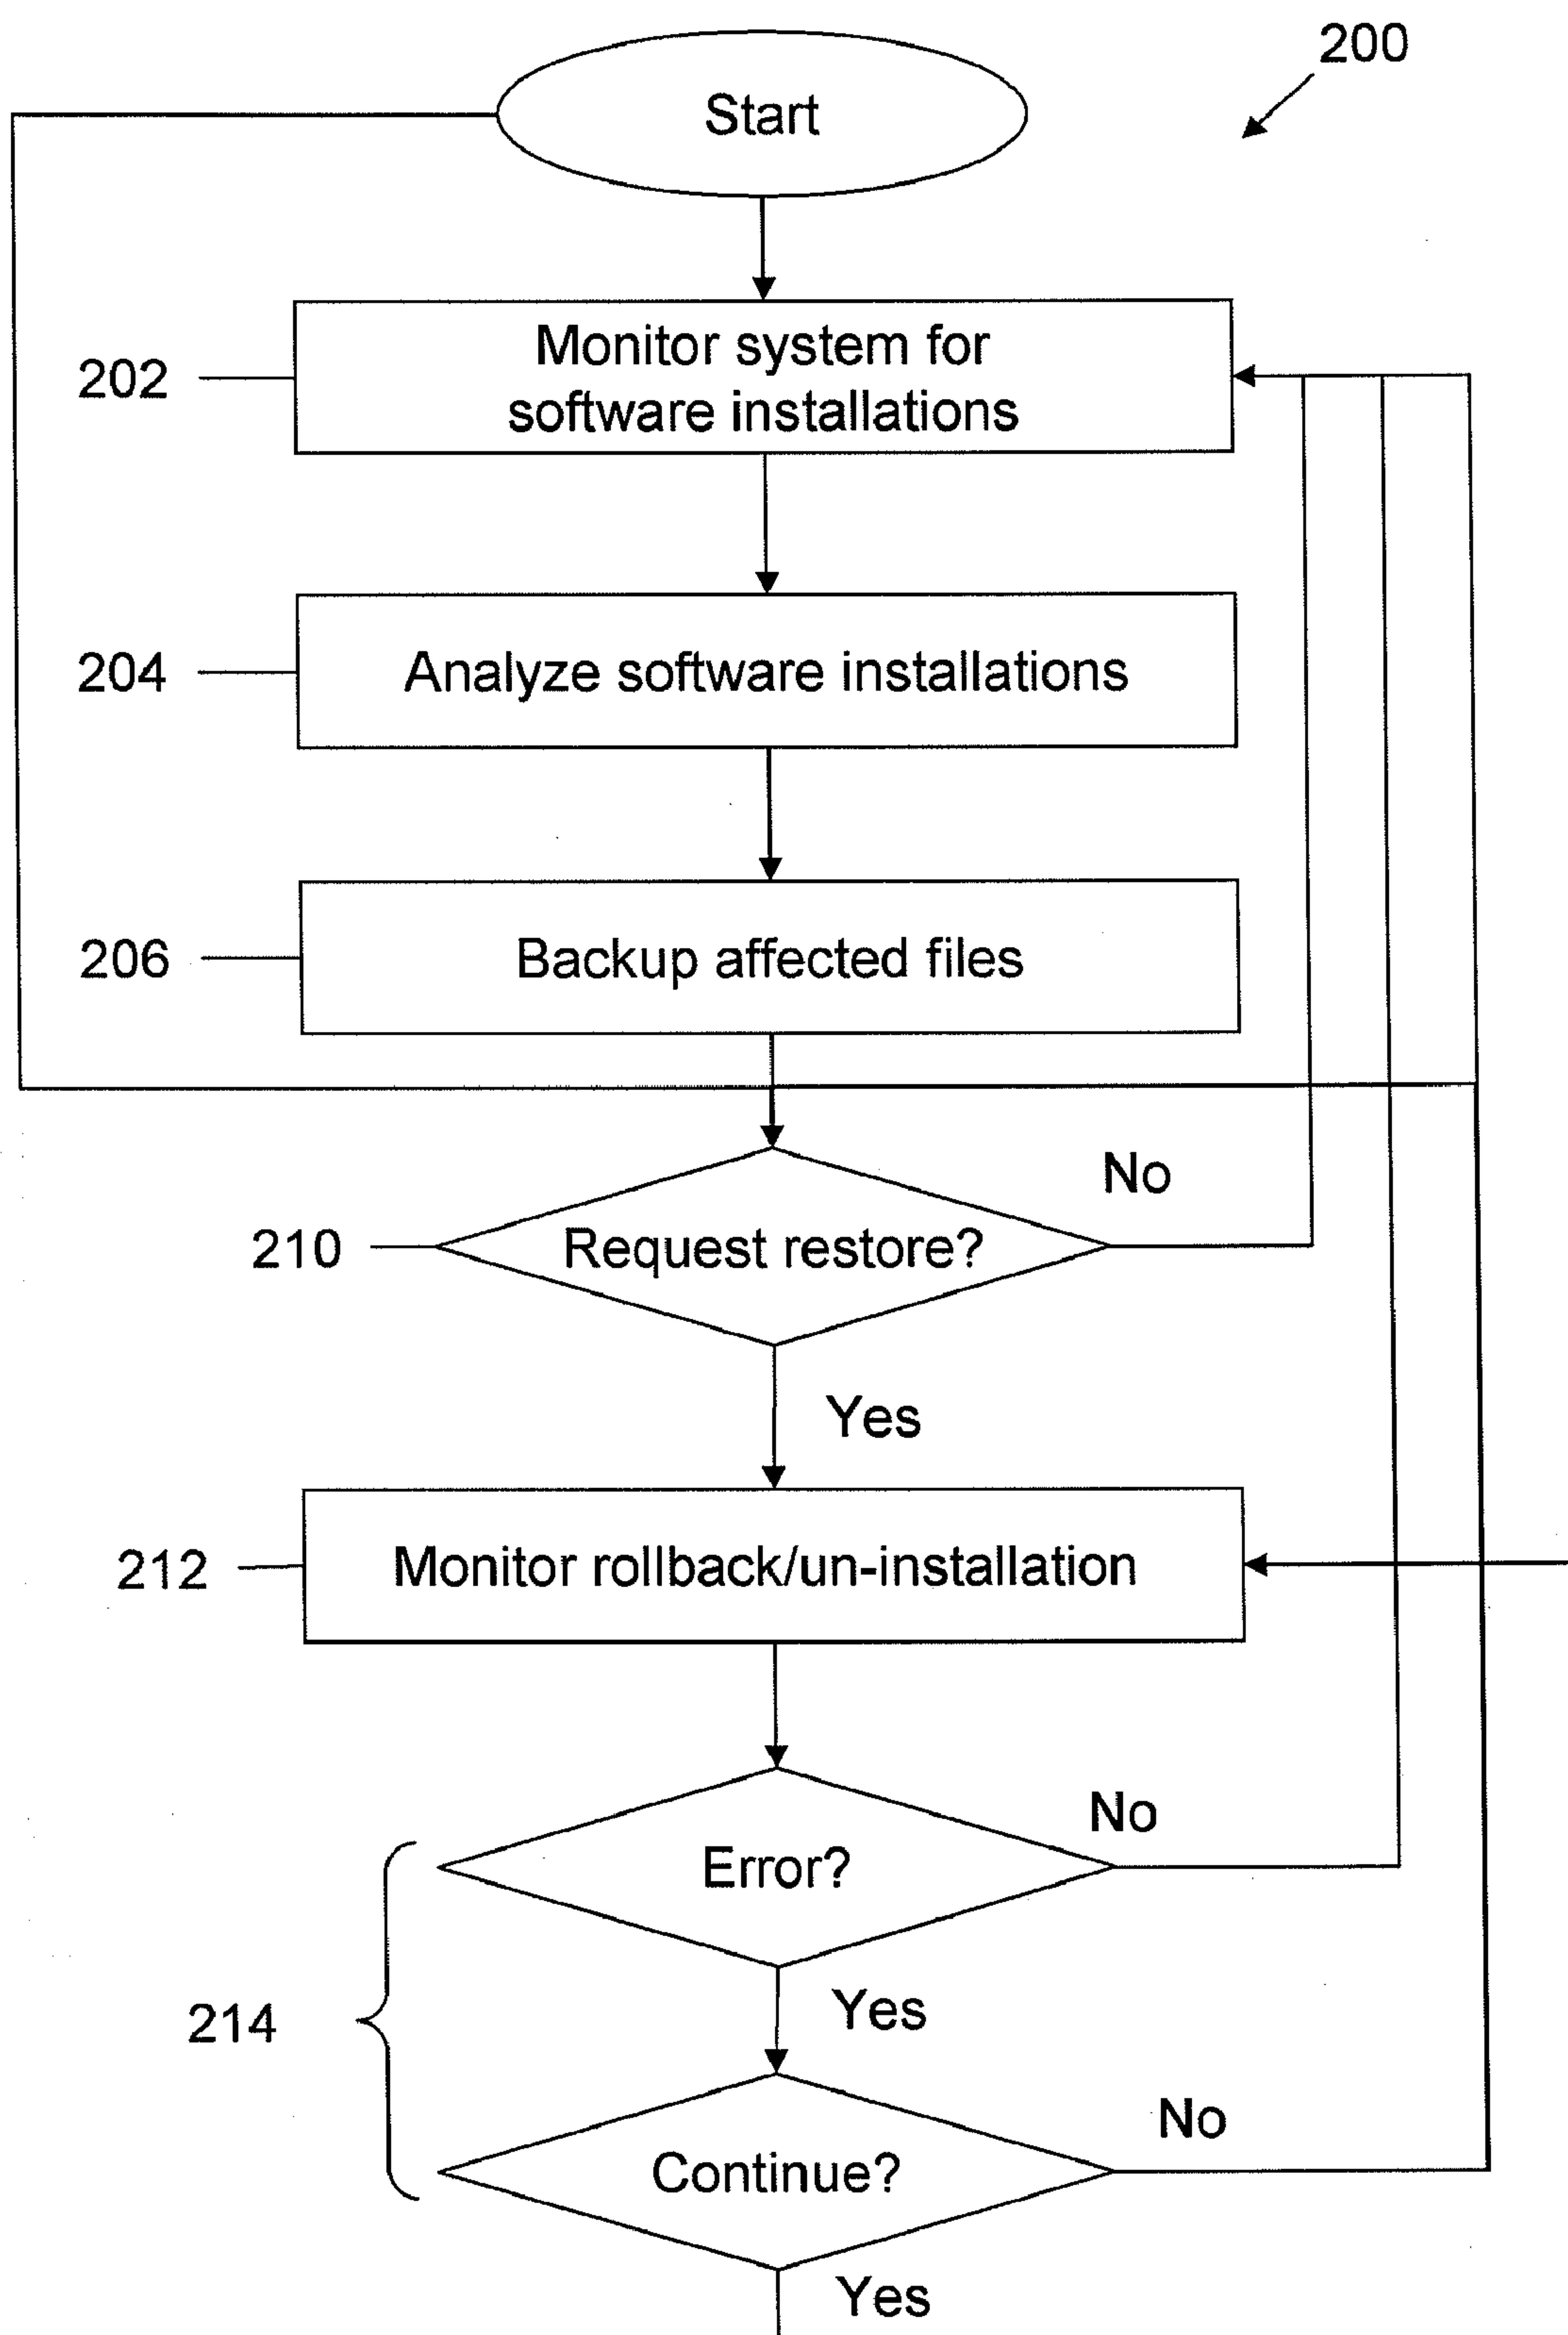 200
Start
202
Monitor system for
software installations
204
Analyze software installations
206
Backup affected files
No
210
Request restore?
Yes
212
Monitor rollback/un-installation
No
Error?
214
Yes
No
Continue?
Yes